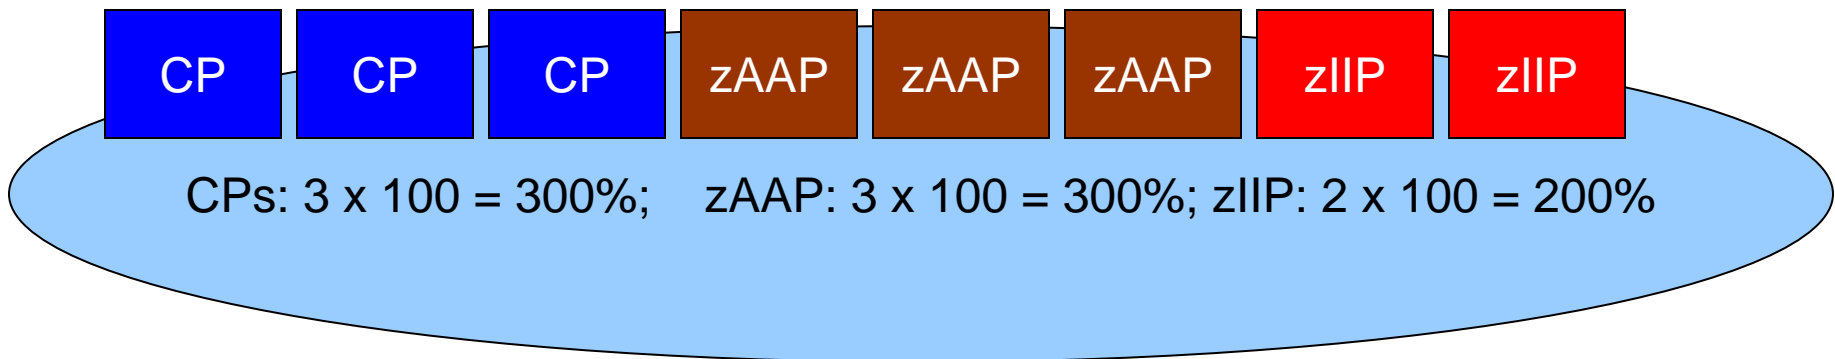 CP CP CP zAAP zAAP zAAP zIIP zIIP
CPs: 3 x 100 = 300%; zAAP: 3 x 100 = 300%; zIIP: 2 x 100 = 200%